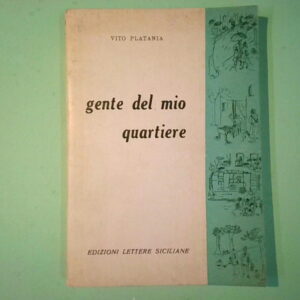 VITO PLATANIA
gente del mio
quartiere
EDIZIONI LETTERE SICILIANE